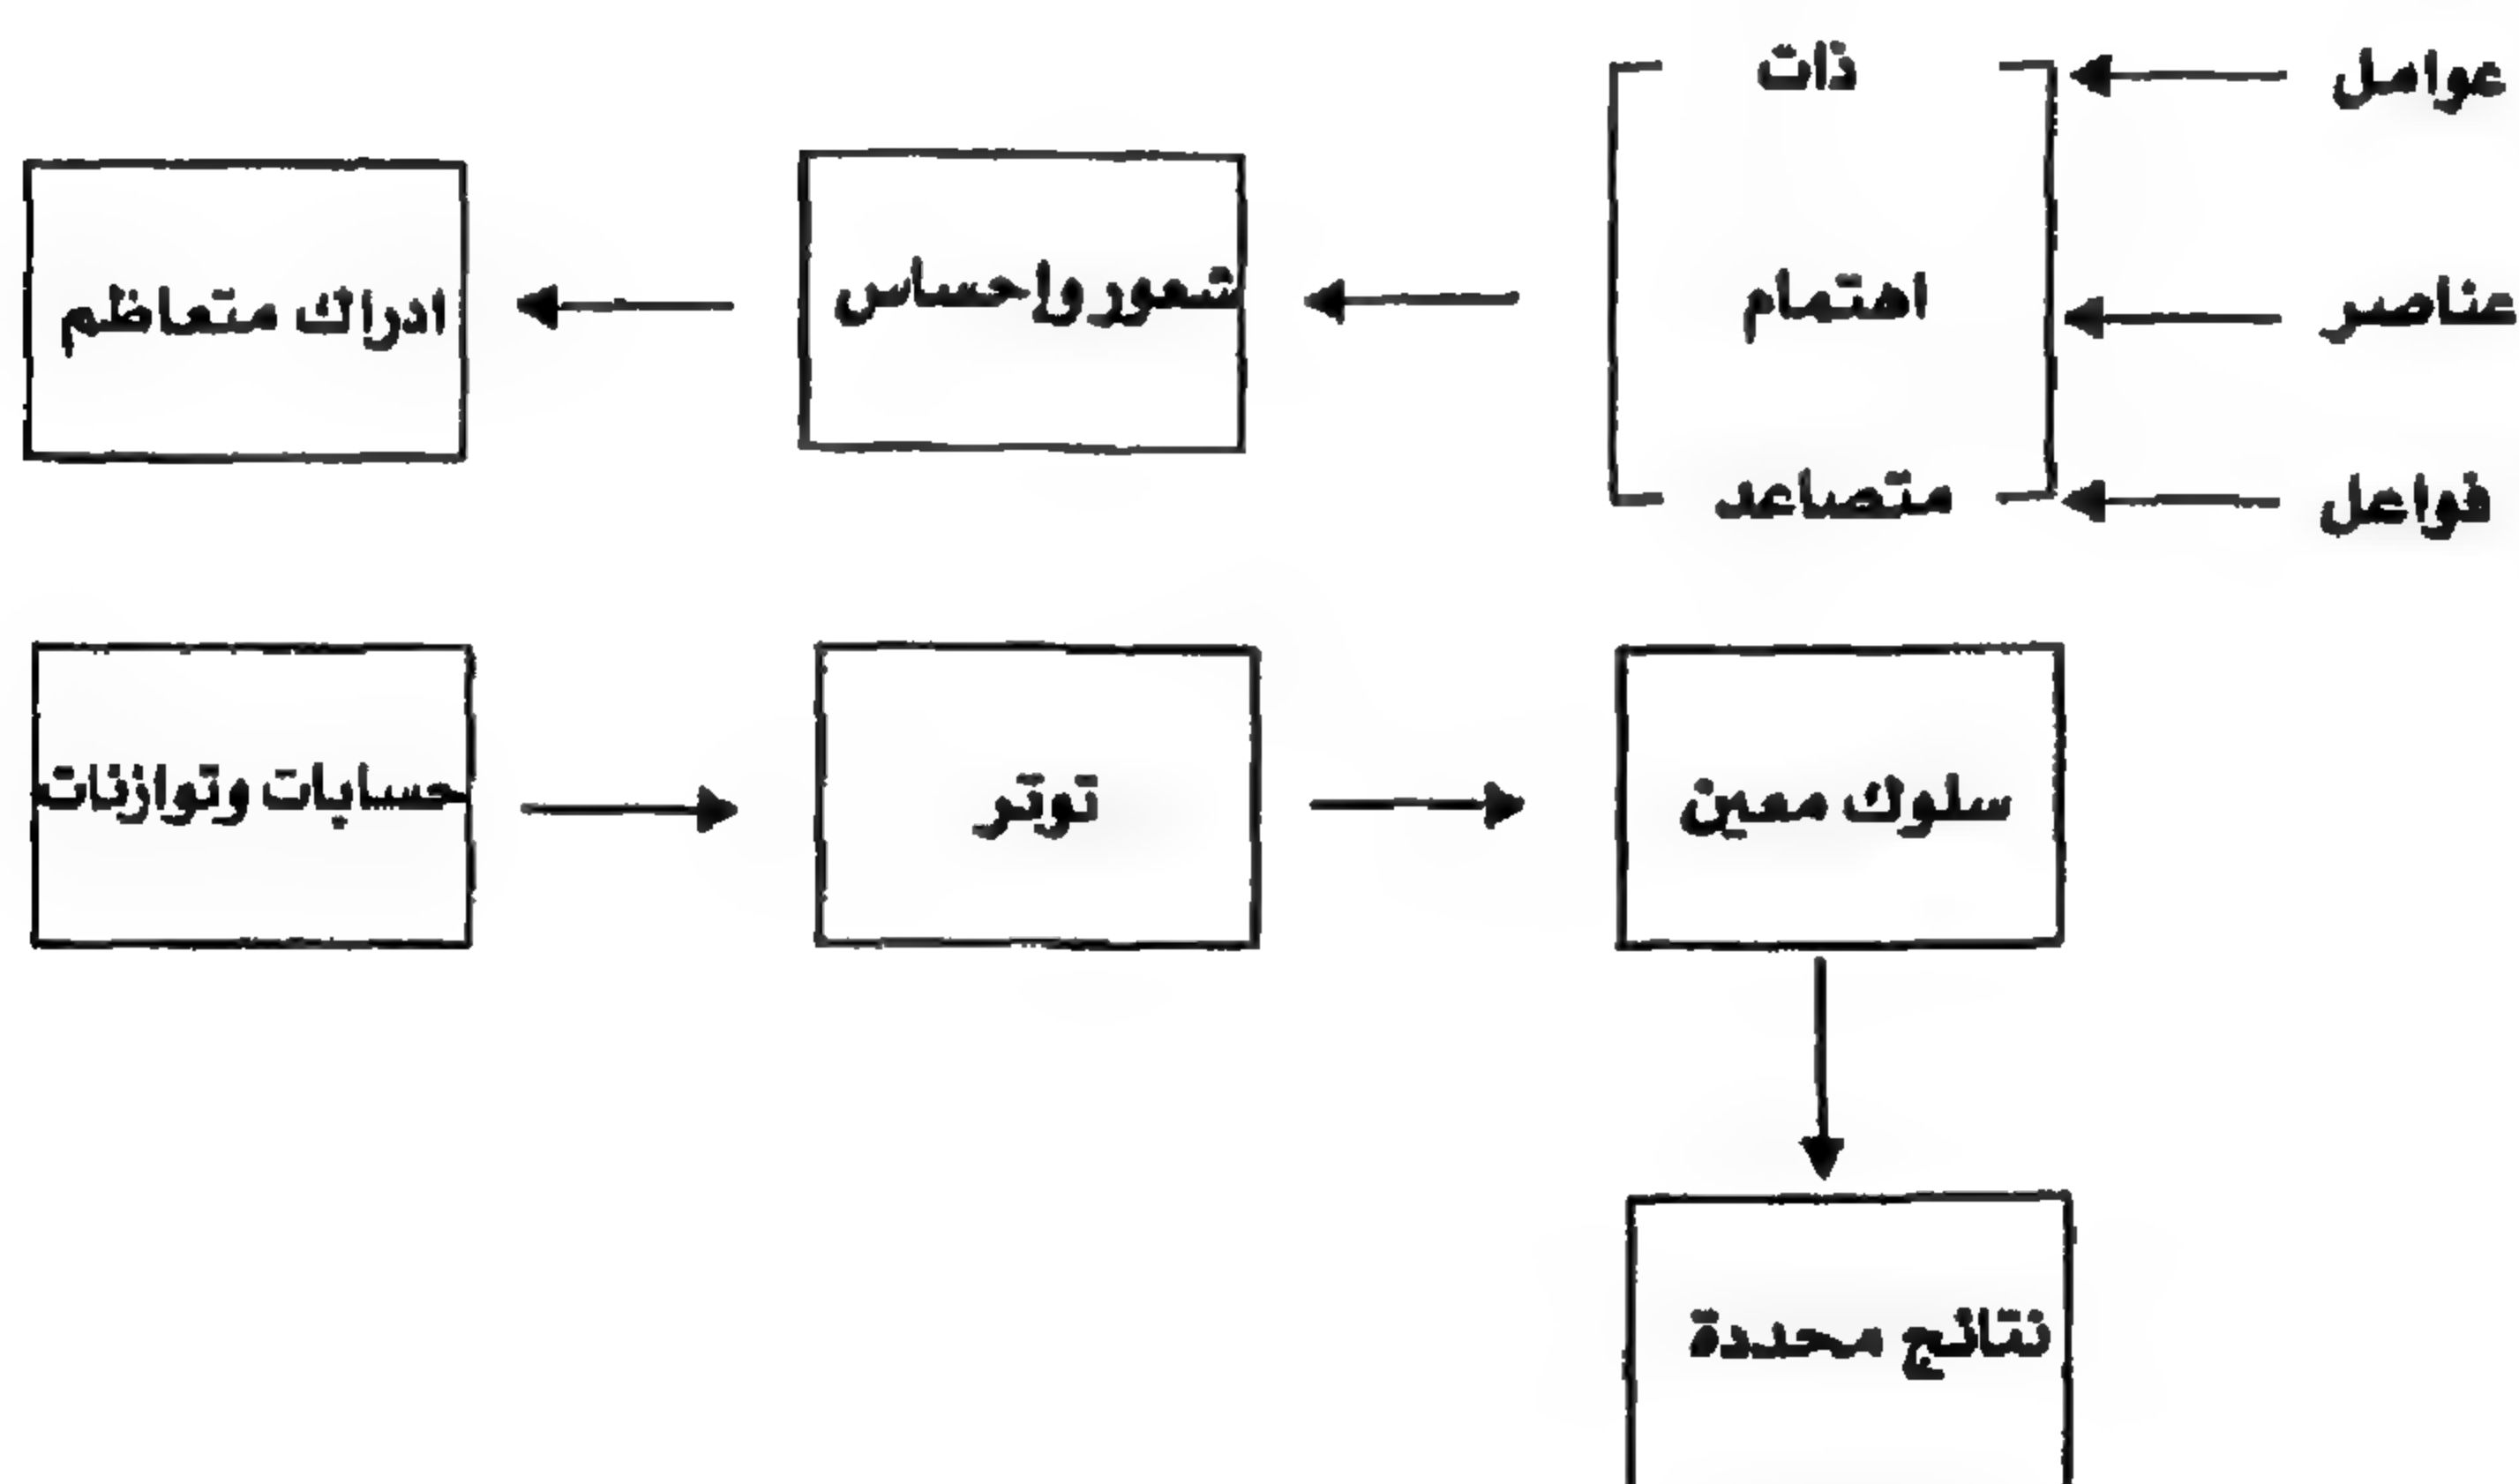 عوامل
ذات
عناصر
اهتمام
فواعل
متصاعد
شعور واحساس
ادراك متعاظم
حسابات وتوازنات
توتر
سلوك معين
نتائج محددة